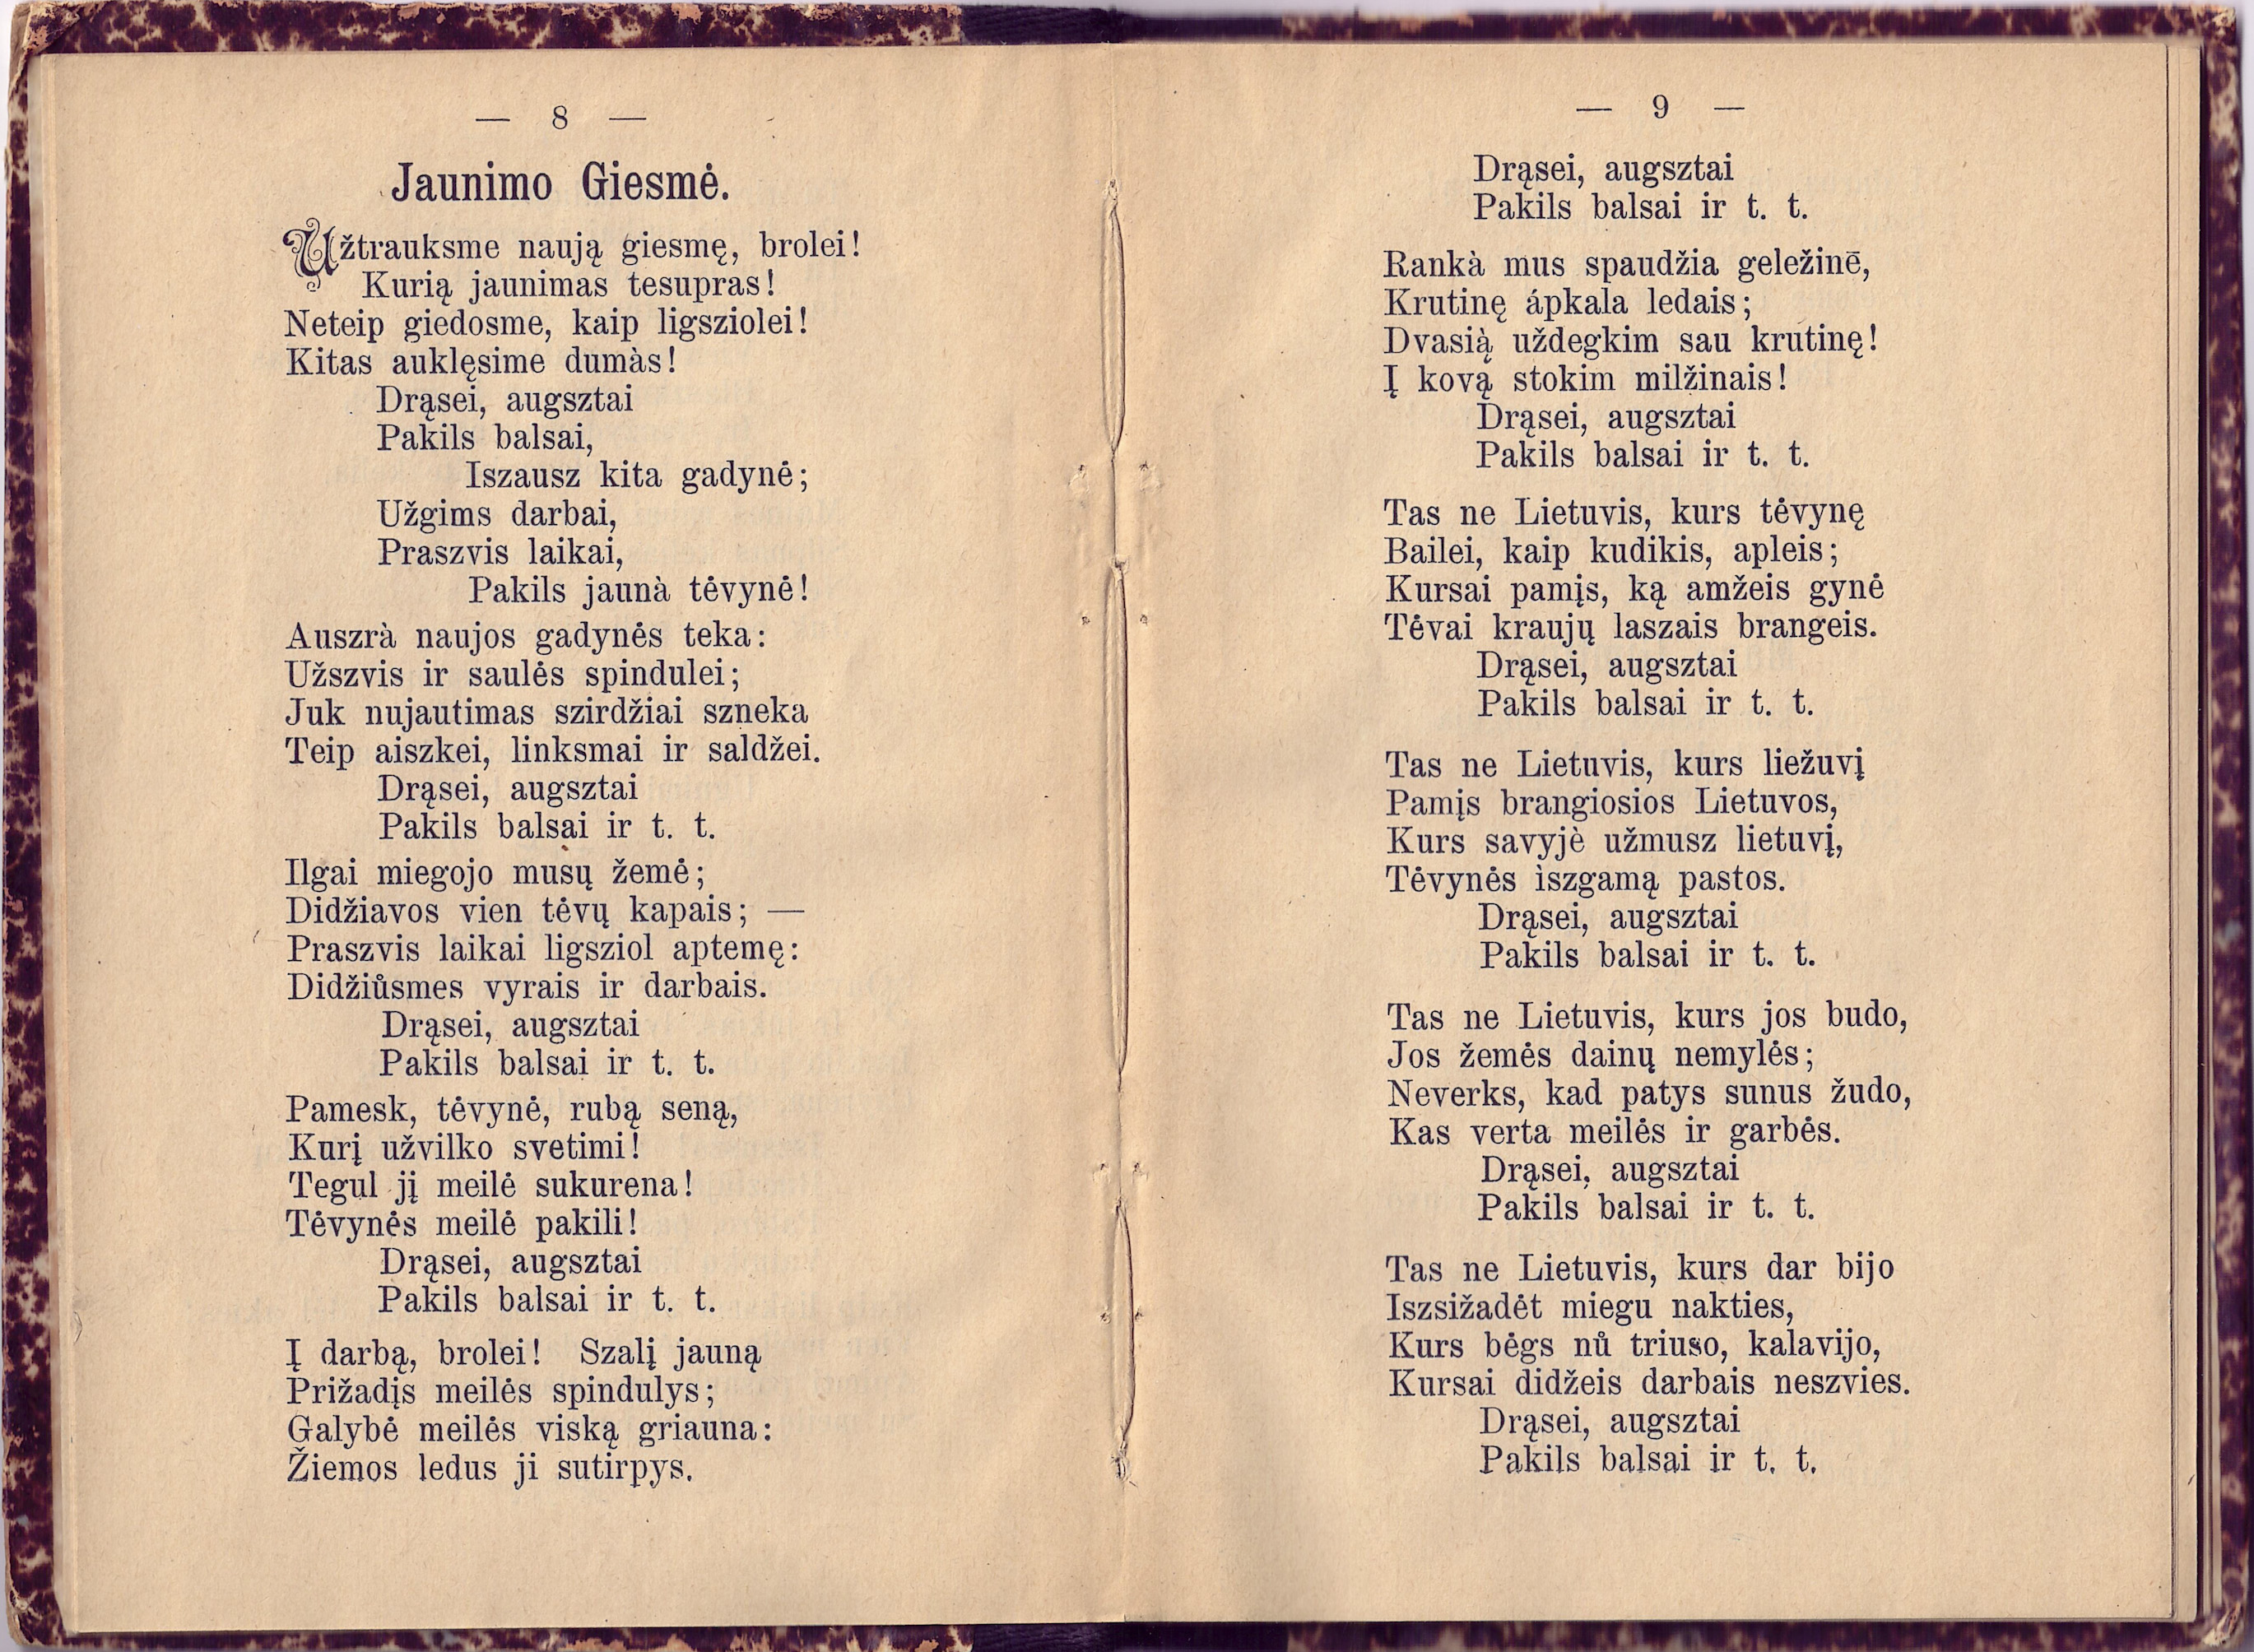 — 8 —
Jaunimo Giesmė.
Užtrauksme naują giesmę, brolei!
Kurią jaunimas tesupras!
Neteip giedosme, kaip ligsziolei!
Kitas auklęsime dumàs!
Drąsei, augsztai
Pakils balsai,
Iszausz kita gadynė;
Užgims darbai,
Praszvis laikai,
Pakils jaunà tėvynė!
Auszrà naujos gadynės teka:
Užszvis ir saulės spindulei;
Juk nujautimas szirdžiai szneka
Teip aiszkei, linksmai ir saldžei.
Drąsei, augsztai
Pakils balsai ir t. t.
Ilgai miegojo musų žemė;
Didžiavos vien tėvų kapais; —
Praszvis laikai ligsziol aptemę:
Didžiůsmes vyrais ir darbais.
Drąsei, augsztai
Pakils balsai ir t. t.
Pamesk, tėvynė, rubą seną,
Kurį užvilko svetimi!
Tegul jį meilė sukurena!
Tėvynės meilė pakili!
Drąsei, augsztai
Pakils balsai ir t. t.
Į darbą, brolei! Szalį jauną
Prižadįs meilės spindulys;
Galybė meilės viską griauna:
Žiemos ledus ji sutirpys.
— 9 —
Drąsei, augsztai
Pakils balsai ir t. t.
Rankà mus spaudžia geležinē,
Krutinę ápkala ledais;
Dvasią̀ uždegkim sau krutinę!
Į kovą stokim milžinais!
Drąsei, augsztai
Pakils balsai ir t. t.
Tas ne Lietuvis, kurs tėvynę
Bailei, kaip kudikis, apleis;
Kursai pamįs, ką amžeis gynė
Tėvai kraujų laszais brangeis.
Drąsei, augsztai
Pakils balsai ir t. t.
Tas ne Lietuvis, kurs liežuvį
Pamįs brangiosios Lietuvos,
Kurs savyjè užmusz lietuvį,
Tėvynės ìszgamą pastos.
Drąsei, augsztai
Pakils balsai ir t. t.
Tas ne Lietuvis, kurs jos budo,
Jos žemės dainų nemylės;
Neverks, kad patys sunus žudo,
Kas verta meilės ir garbės.
Drąsei, augsztai
Pakils balsai ir t. t.
Tas ne Lietuvis, kurs dar bijo
Iszsižadėt miegu nakties,
Kurs bėgs nů triuso, kalavijo,
Kursai didžeis darbais neszvies.
Drąsei, augsztai
Pakils balsai ir t. t.